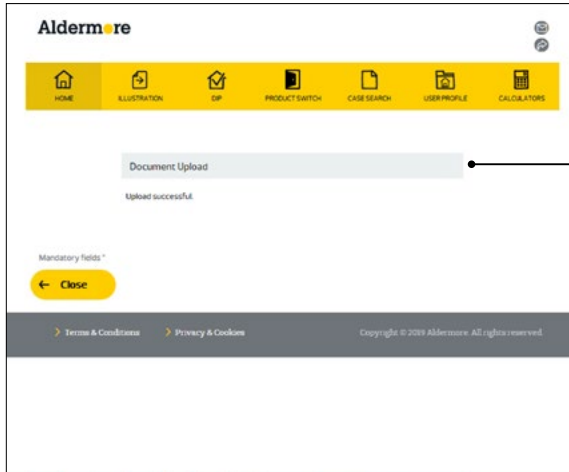 Aldermore
HOME ILLUSTRATION DIP PRODUCT SWITCH CASE SEARCH USER PROFILE CALCULATORS
Document Upload
Upload successful.
Mandatory fields *
← Close
> Terms & Conditions > Privacy & Cookies Copyright © 2019 Aldermore. All rights reserved.